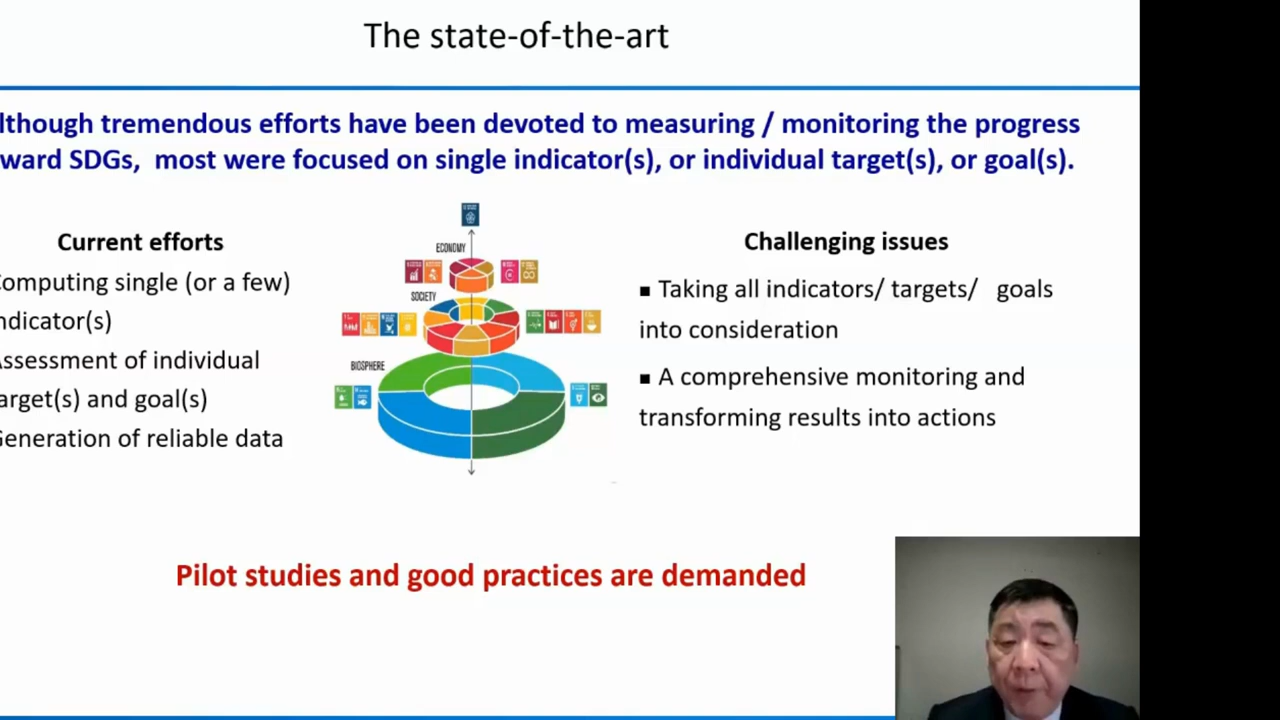 The state-of-the-art
lthough tremendous efforts have been devoted to measuring / monitoring the progress
ward SDGs, most were focused on single indicator(s), or individual target(s), or goal(s).
Current efforts
Computing single (or a few)
ndicator(s)
Assessment of individual
arget(s) and goal(s)
Generation of reliable data
ECONOMY
SOCIETY
BIOSPHERE
Challenging issues
▪ Taking all indicators/ targets/ goals
into consideration
▪ A comprehensive monitoring and
transforming results into actions
Pilot studies and good practices are demanded